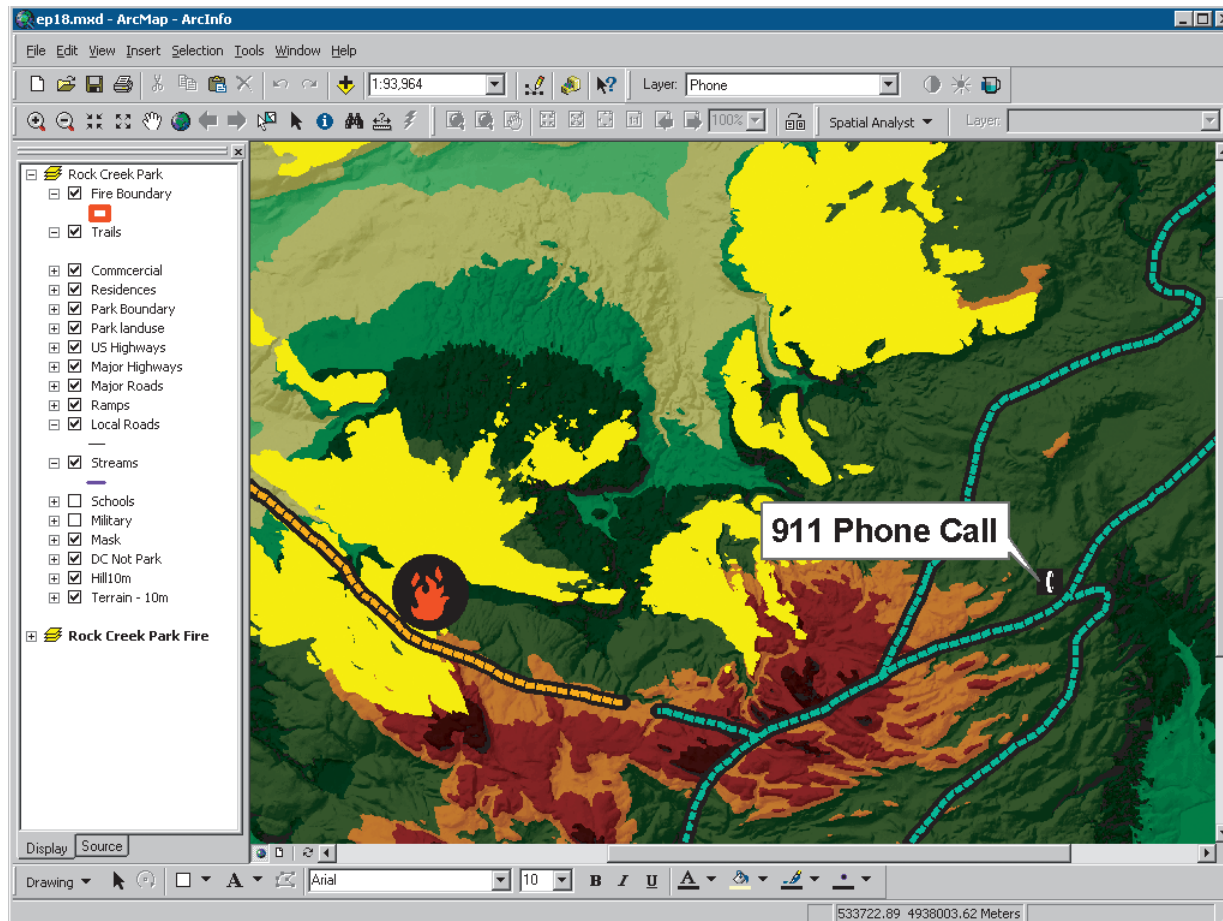 ep18.mxd - ArcMap - ArcInfo
File Edit View Insert Selection Tools Window Help
1:93,964 Layer: Phone
100% Spatial Analyst Layer:
Rock Creek Park
Fire Boundary
Trails
Commcercial
Residences
Park Boundary
Park landuse
US Highways
Major Highways
Major Roads
Ramps
Local Roads
Streams
Schools
Military
Mask
DC Not Park
Hill10m
Terrain - 10m
Rock Creek Park Fire
911 Phone Call
Display Source
Drawing A Arial 10 B I U A
533722.89 4938003.62 Meters